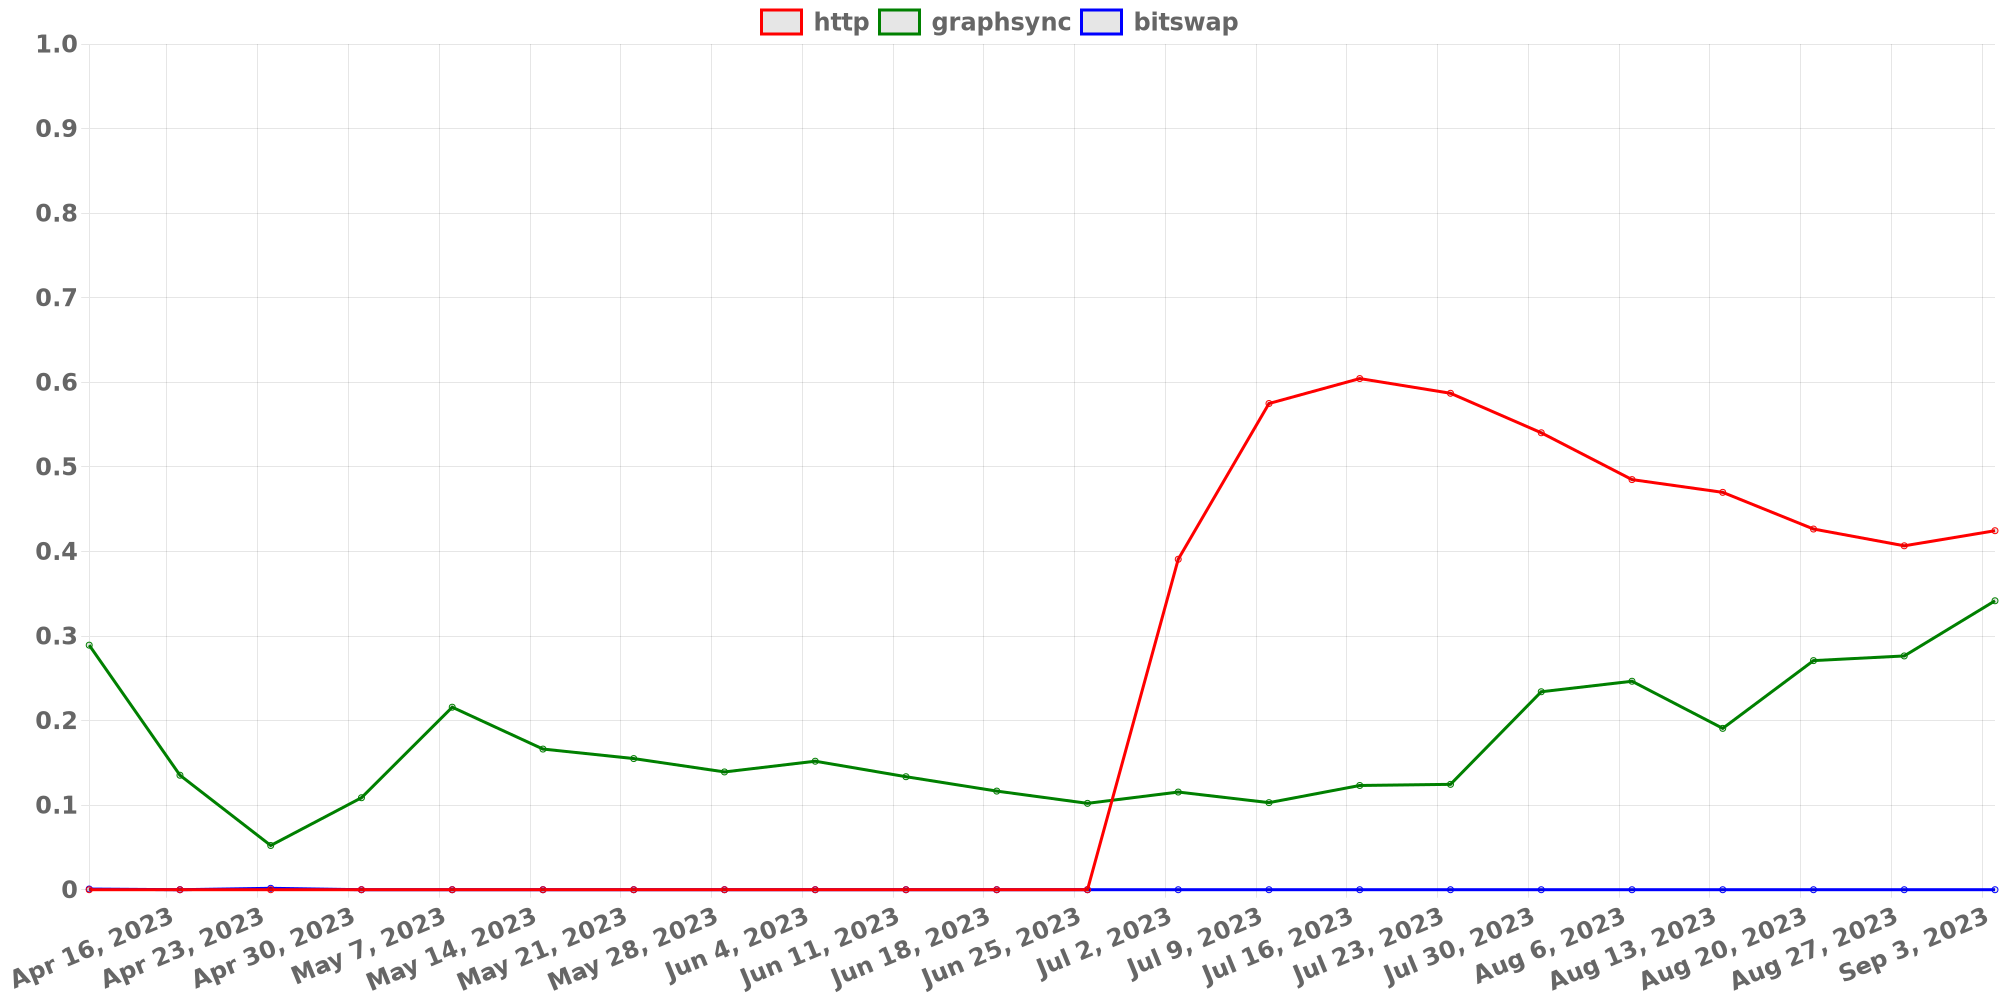 http graphsync bitswap
1.0
0.9
0.8
0.7
0.6
0.5
0.4
0.3
0.2
0.1
0
Apr 16, 2023
Apr 23, 2023
Apr 30, 2023
May 7, 2023
May 14, 2023
May 21, 2023
May 28, 2023
Jun 4, 2023
Jun 11, 2023
Jun 18, 2023
Jun 25, 2023
Jul 2, 2023
Jul 9, 2023
Jul 16, 2023
Jul 23, 2023
Jul 30, 2023
Aug 6, 2023
Aug 13, 2023
Aug 20, 2023
Aug 27, 2023
Sep 3, 2023